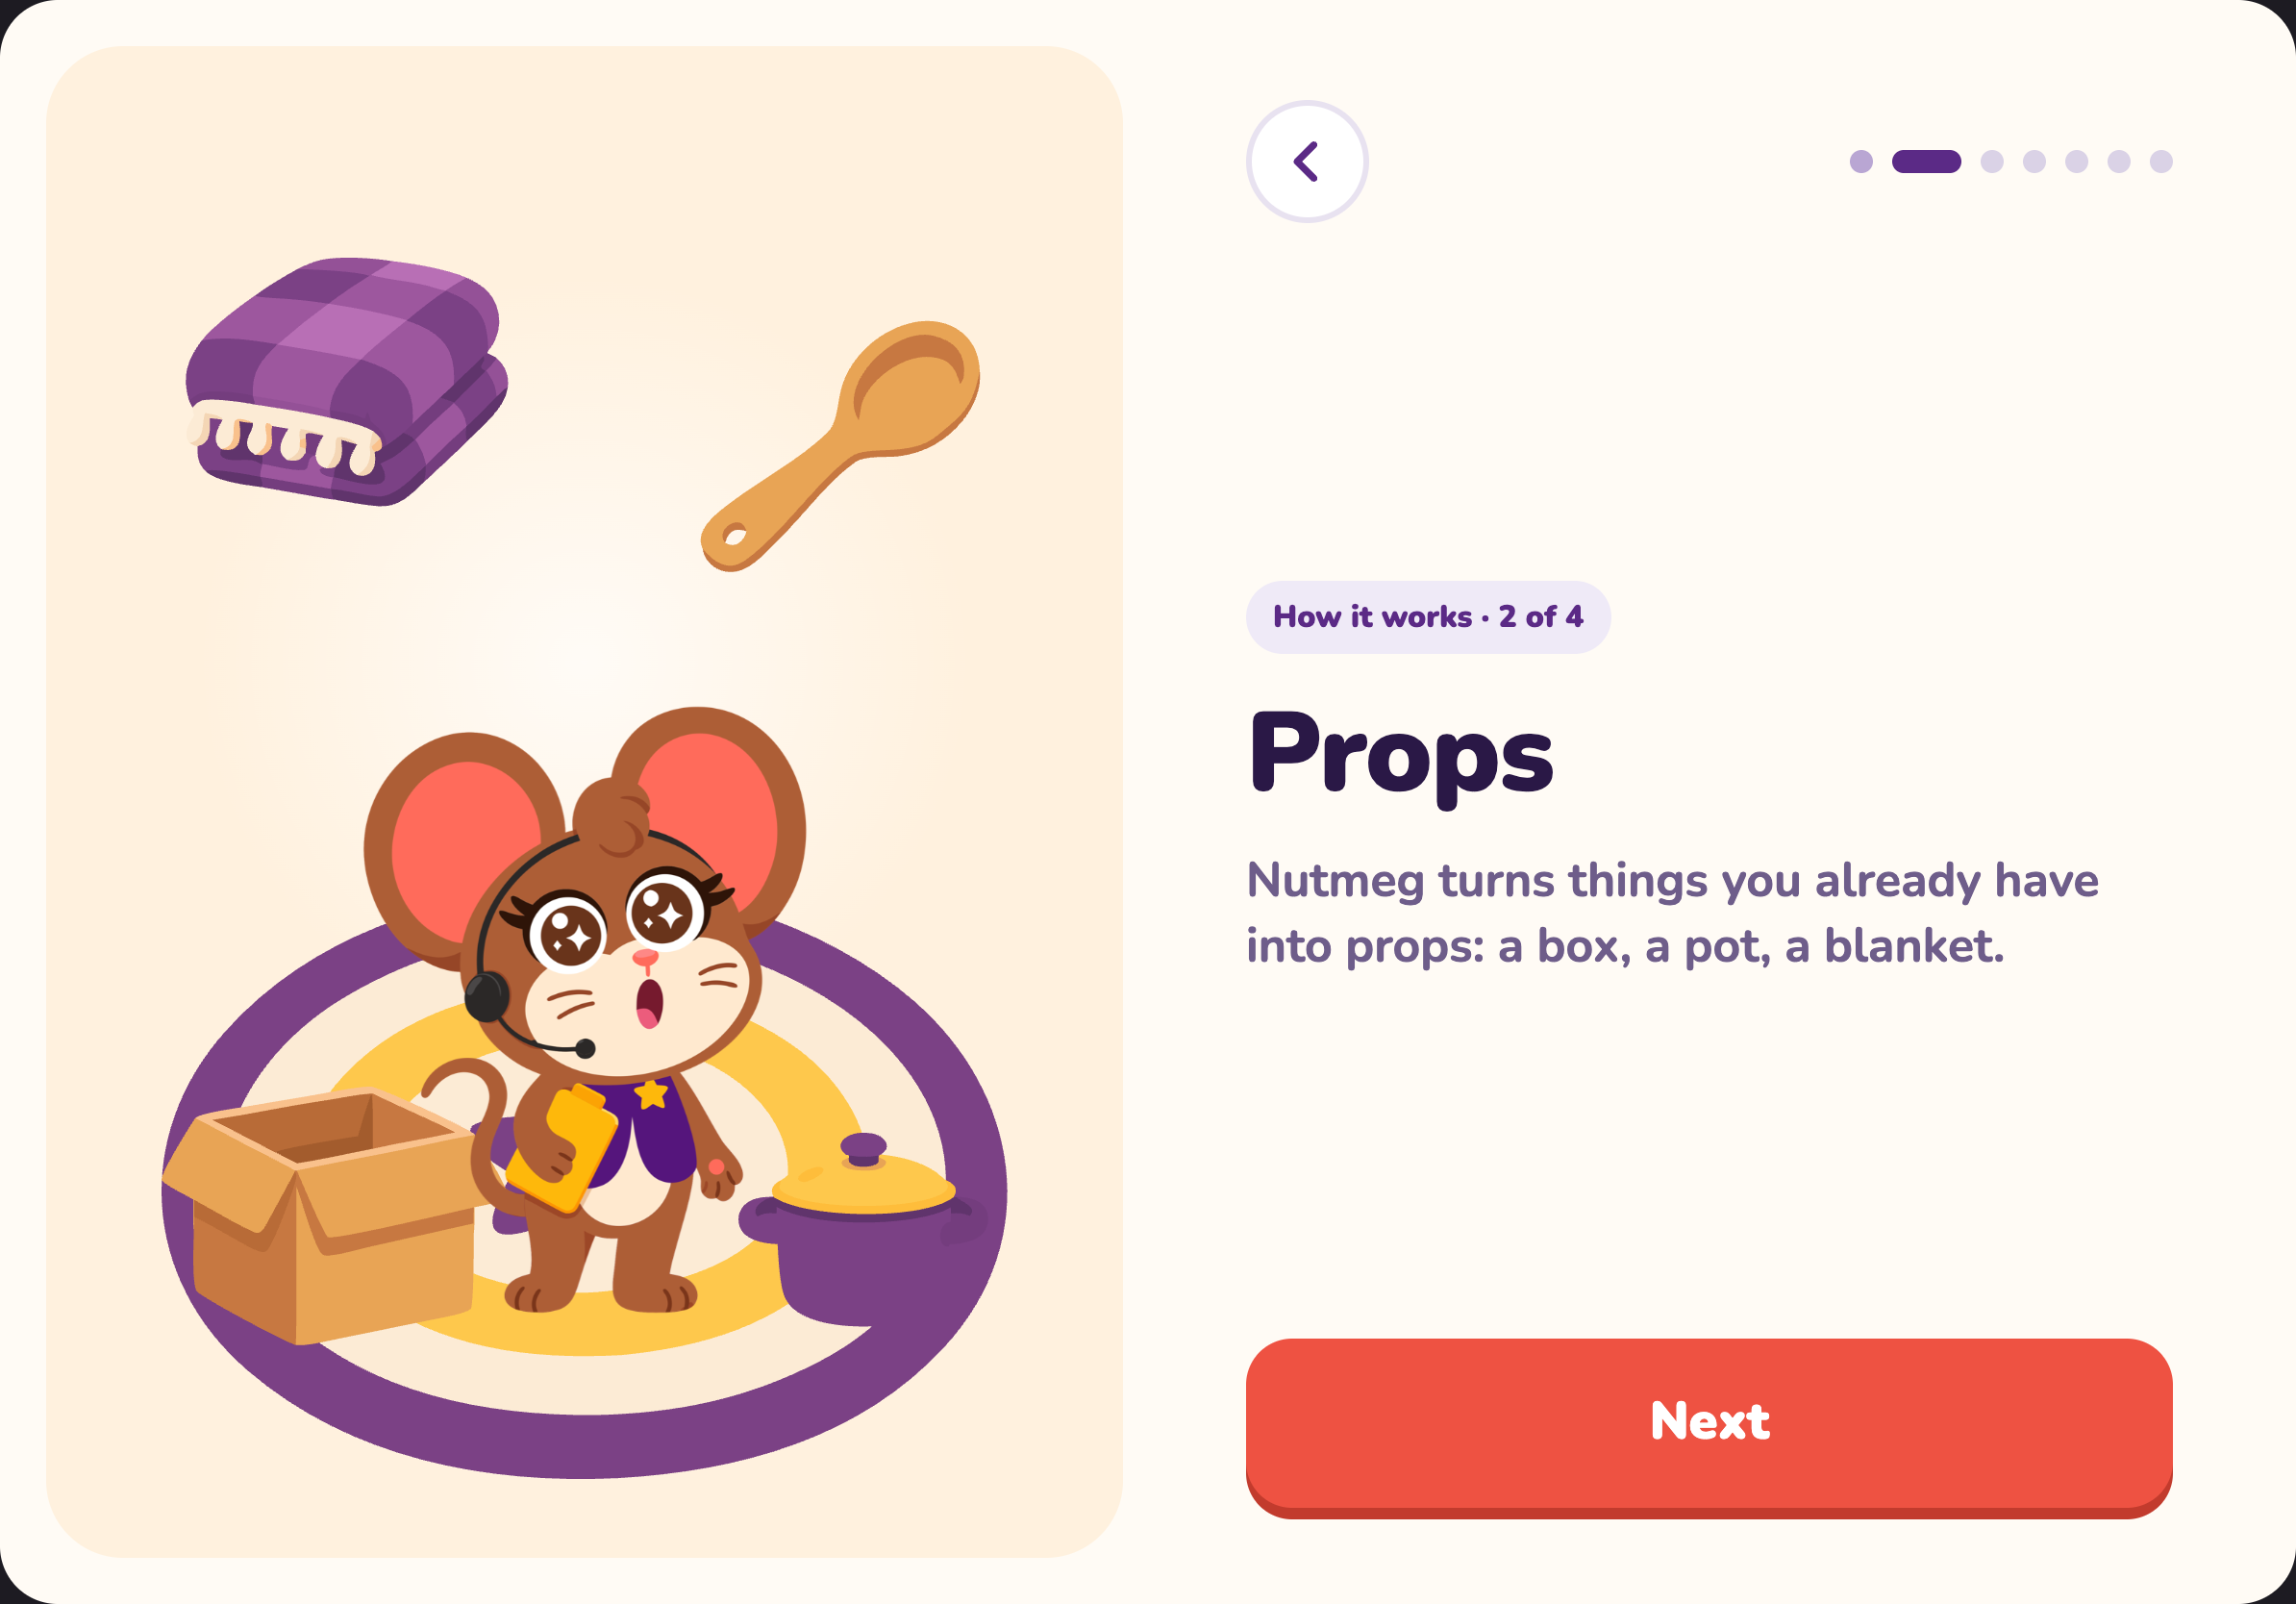 How it works · 2 of 4
Props
Nutmeg turns things you already have
into props: a box, a pot, a blanket.
Next